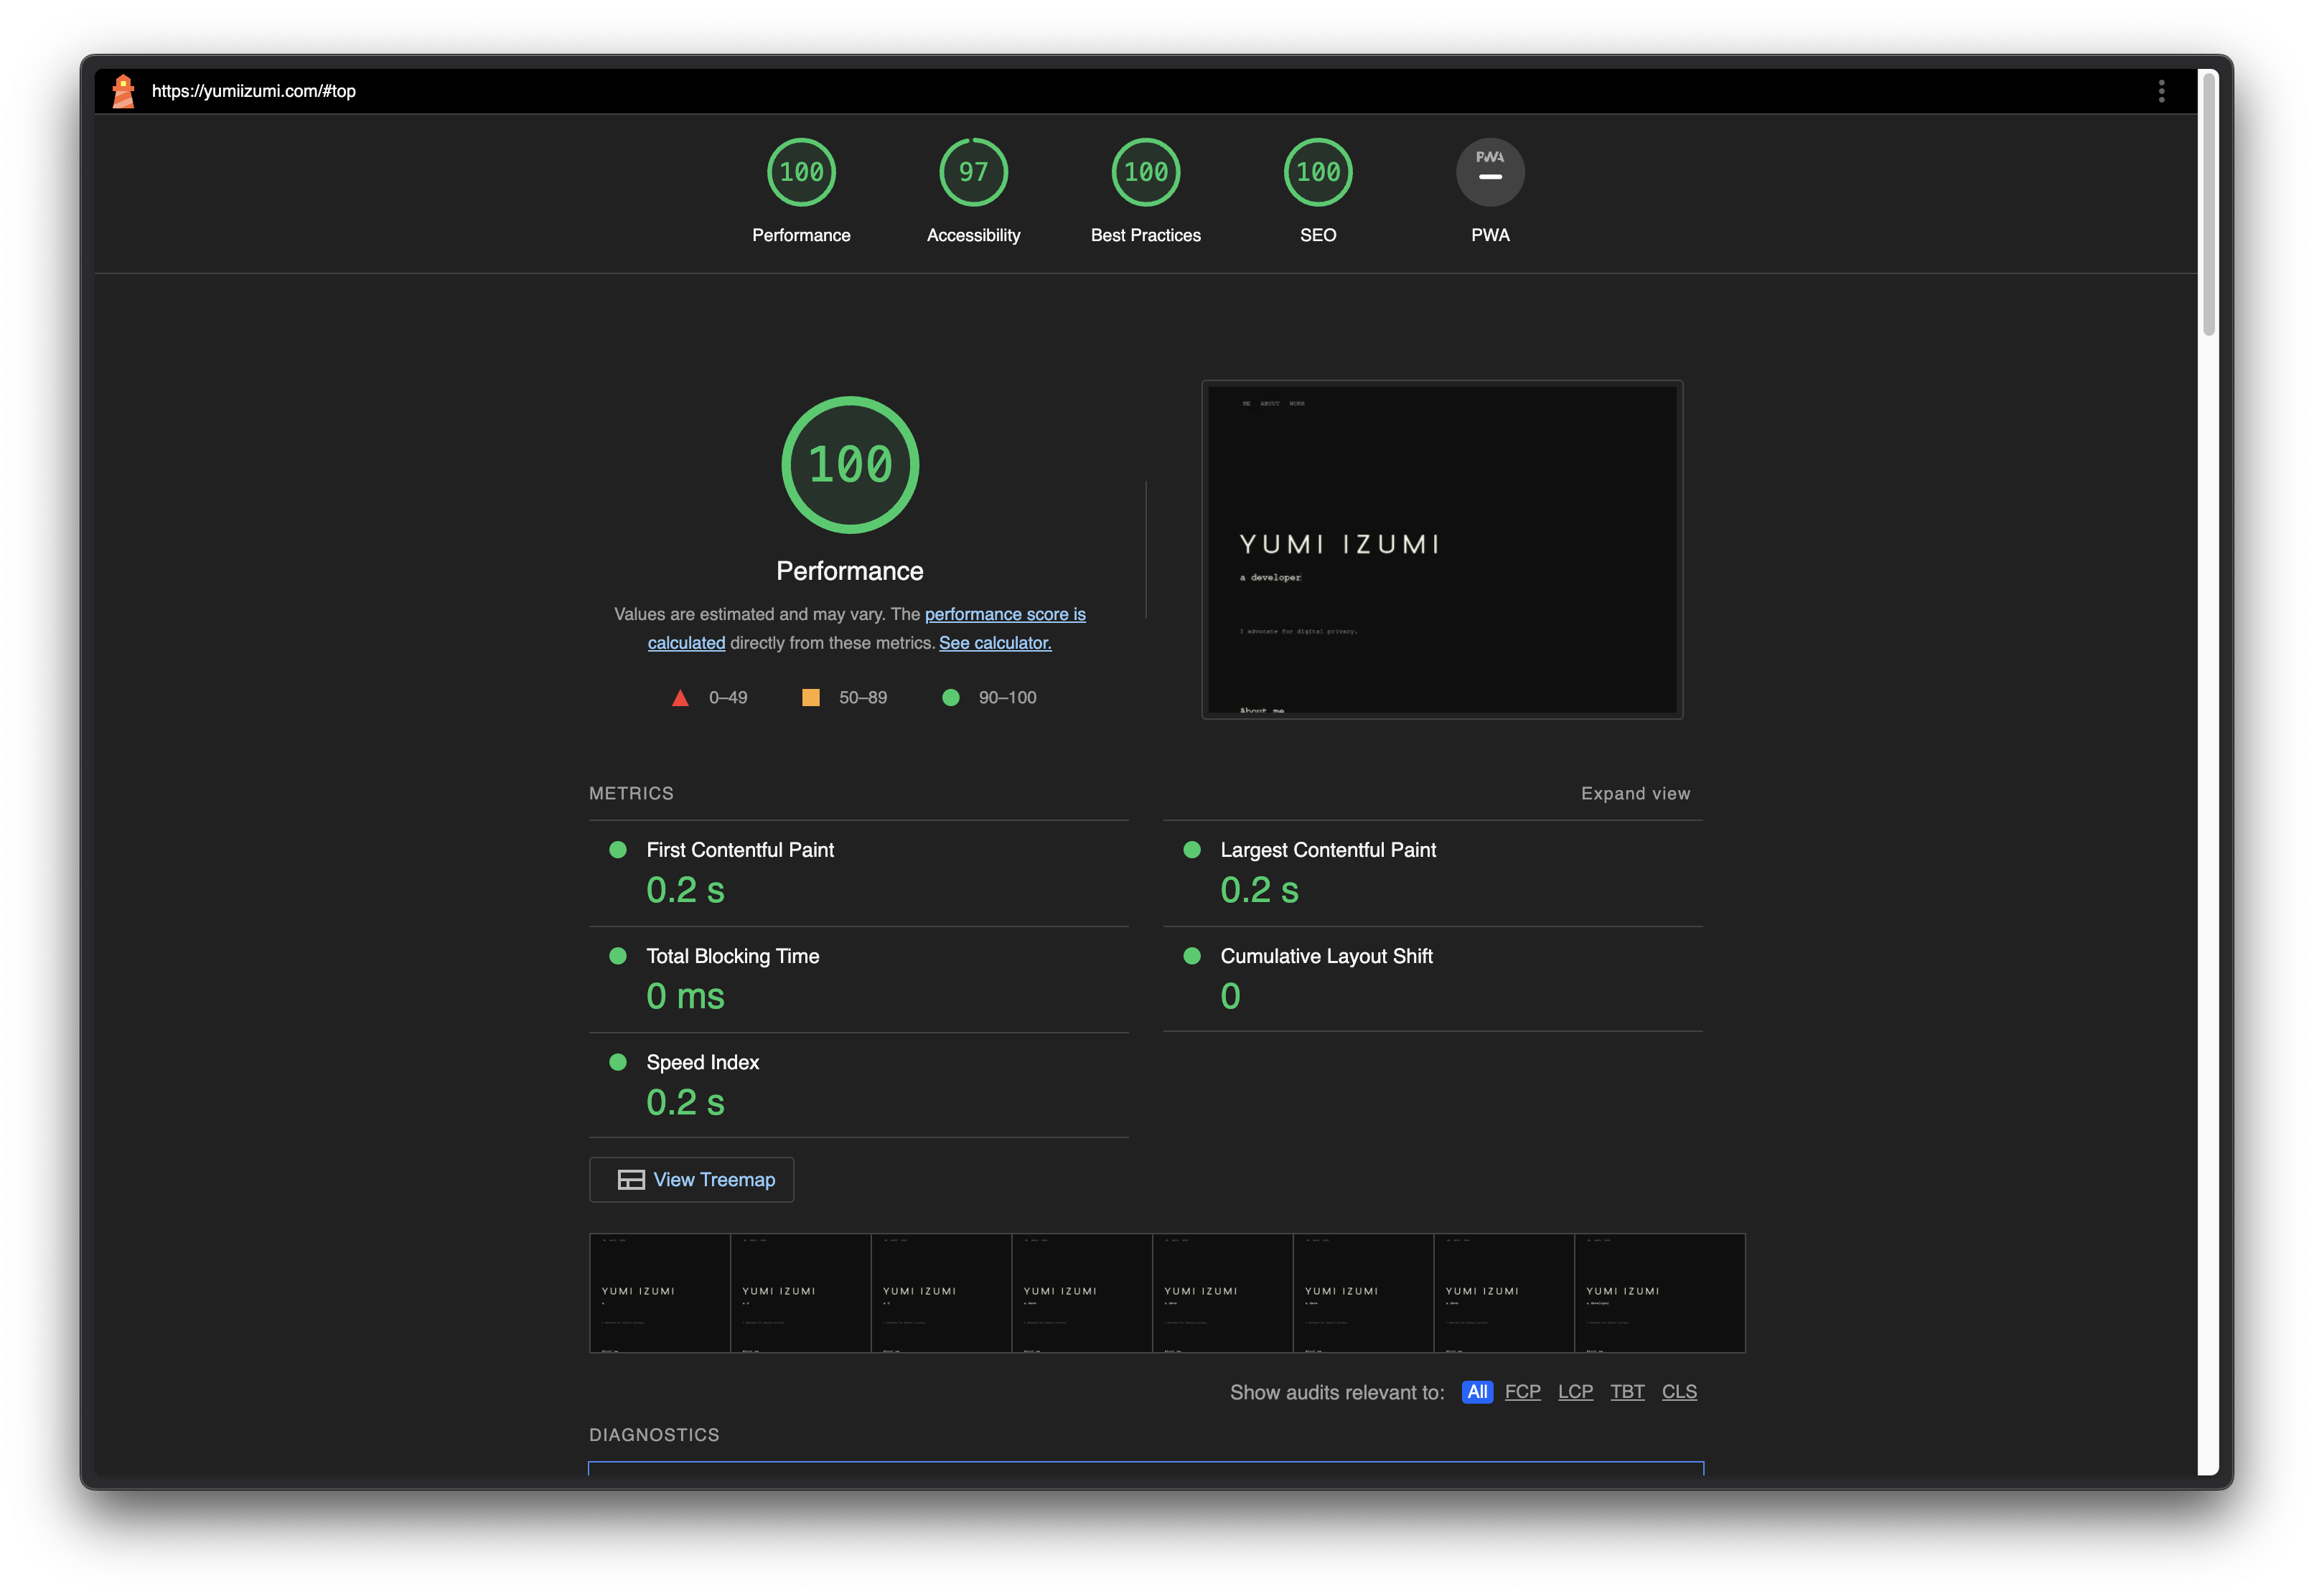 https://yumiizumi.com/#top
100
97
100
100
PWA
Performance
Accessibility
Best Practices
SEO
PWA
100
Performance
Values are estimated and may vary. The performance score is
calculated directly from these metrics. See calculator.
0–49
50–89
90–100
ME ABOUT WORK
YUMI IZUMI
a developer
I advocate for digital privacy.
About me
METRICS
Expand view
First Contentful Paint
0.2 s
Largest Contentful Paint
0.2 s
Total Blocking Time
0 ms
Cumulative Layout Shift
0
Speed Index
0.2 s
View Treemap
YUMI IZUMI
YUMI IZUMI
YUMI IZUMI
YUMI IZUMI
YUMI IZUMI
YUMI IZUMI
YUMI IZUMI
YUMI IZUMI
Show audits relevant to: All FCP LCP TBT CLS
DIAGNOSTICS